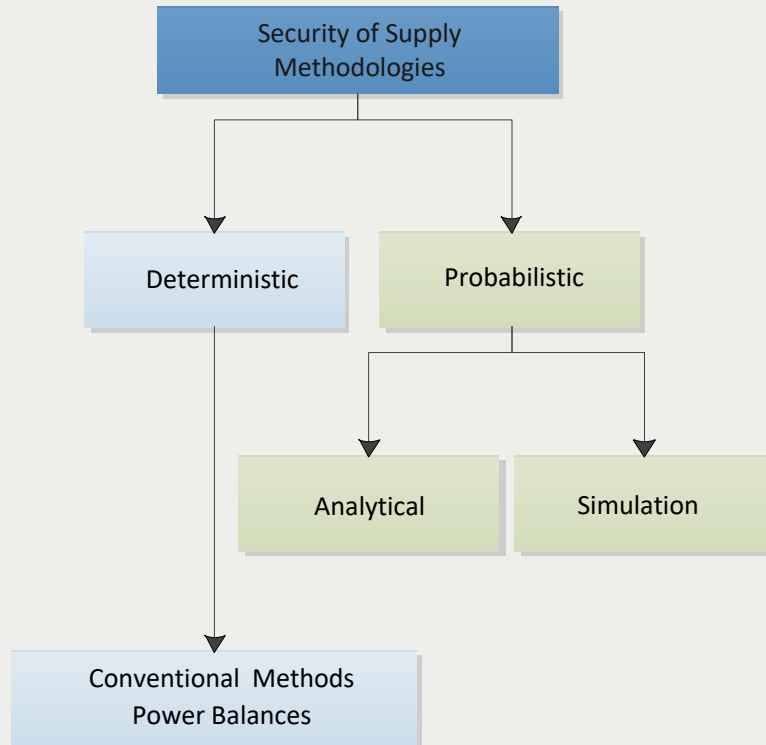 Security of Supply
Methodologies
Deterministic
Probabilistic
Analytical
Simulation
Conventional Methods
Power Balances